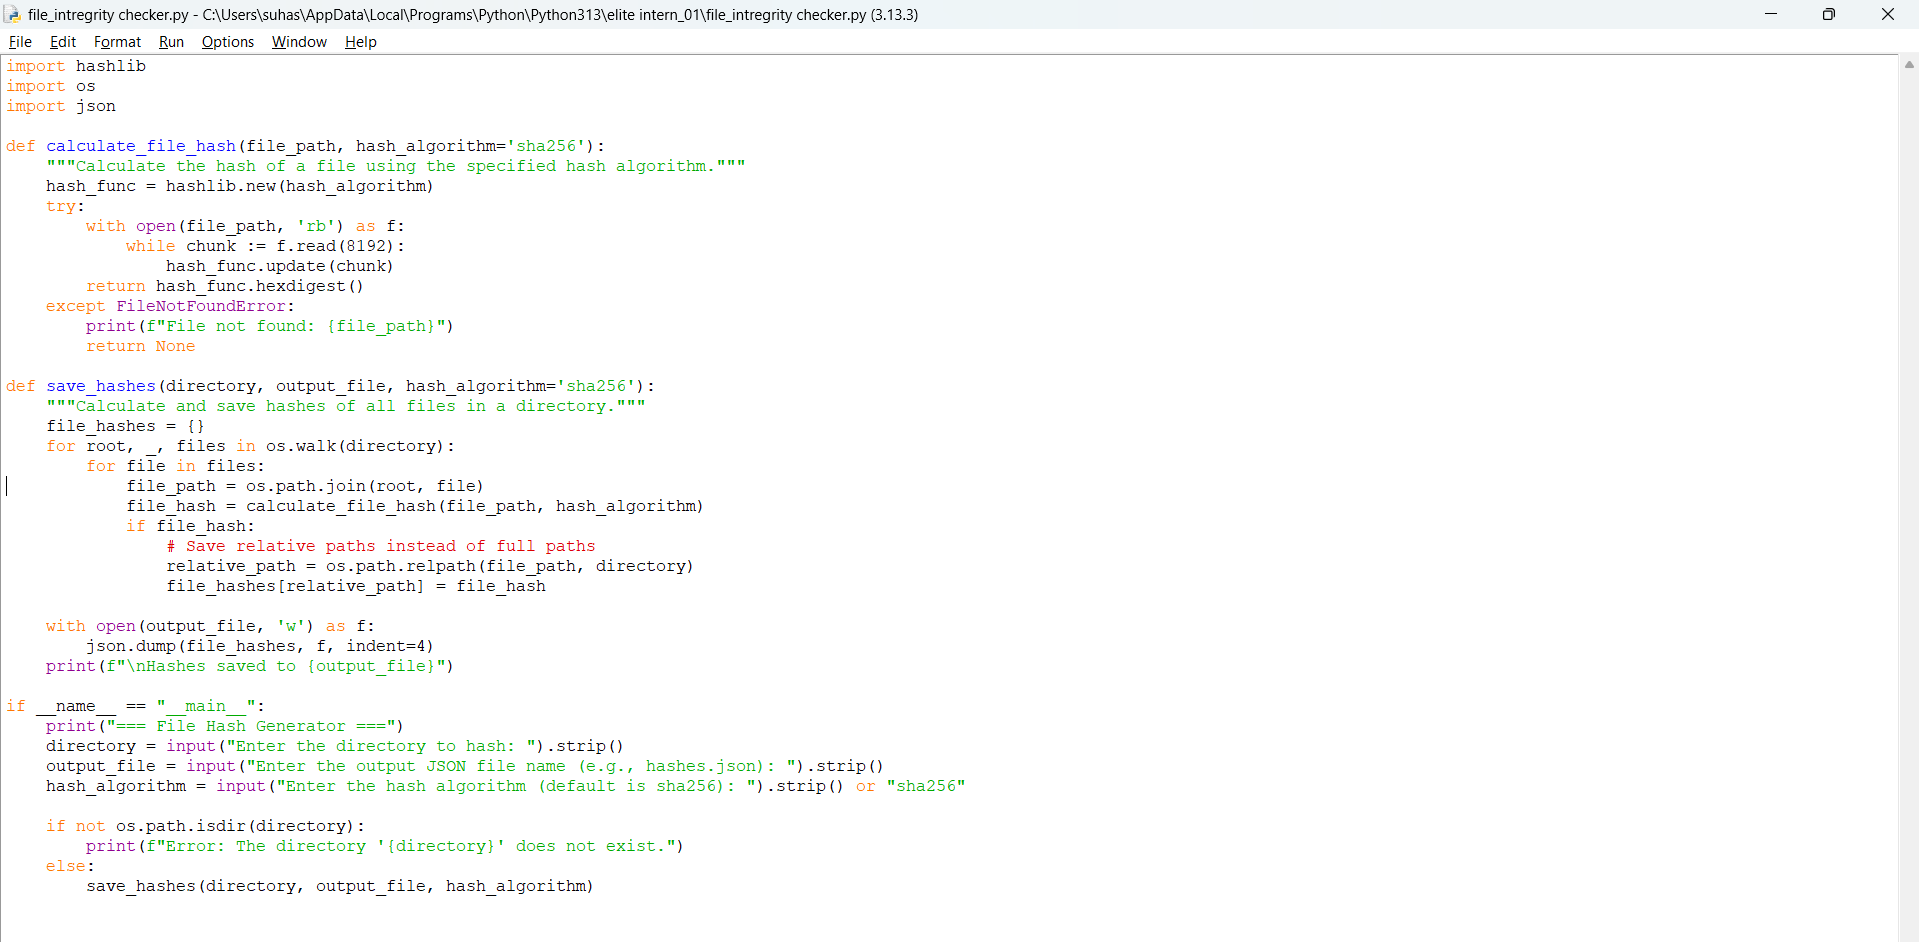 file_intregrity checker.py - C:\Users\suhas\AppData\Local\Programs\Python\Python313\elite intern_01\file_intregrity checker.py (3.13.3)
File Edit Format Run Options Window Help
import hashlib
import os
import json

def calculate_file_hash(file_path, hash_algorithm='sha256'):
    """Calculate the hash of a file using the specified hash algorithm."""
    hash_func = hashlib.new(hash_algorithm)
    try:
        with open(file_path, 'rb') as f:
            while chunk := f.read(8192):
                hash_func.update(chunk)
        return hash_func.hexdigest()
    except FileNotFoundError:
        print(f"File not found: {file_path}")
        return None

def save_hashes(directory, output_file, hash_algorithm='sha256'):
    """Calculate and save hashes of all files in a directory."""
    file_hashes = {}
    for root, _, files in os.walk(directory):
        for file in files:
            file_path = os.path.join(root, file)
            file_hash = calculate_file_hash(file_path, hash_algorithm)
            if file_hash:
                # Save relative paths instead of full paths
                relative_path = os.path.relpath(file_path, directory)
                file_hashes[relative_path] = file_hash

    with open(output_file, 'w') as f:
        json.dump(file_hashes, f, indent=4)
    print(f"\nHashes saved to {output_file}")

if __name__ == "__main__":
    print("=== File Hash Generator ===")
    directory = input("Enter the directory to hash: ").strip()
    output_file = input("Enter the output JSON file name (e.g., hashes.json): ").strip()
    hash_algorithm = input("Enter the hash algorithm (default is sha256): ").strip() or "sha256"

    if not os.path.isdir(directory):
        print(f"Error: The directory '{directory}' does not exist.")
    else:
        save_hashes(directory, output_file, hash_algorithm)